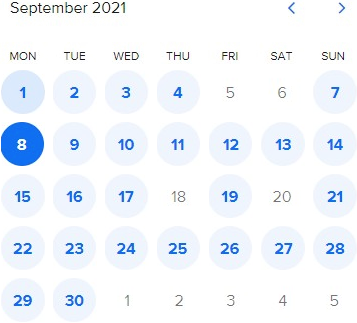 September 2021
MON TUE WED THU FRI SAT SUN
1 2 3 4 5 6 7
8 9 10 11 12 13 14
15 16 17 18 19 20 21
22 23 24 25 26 27 28
29 30 1 2 3 4 5